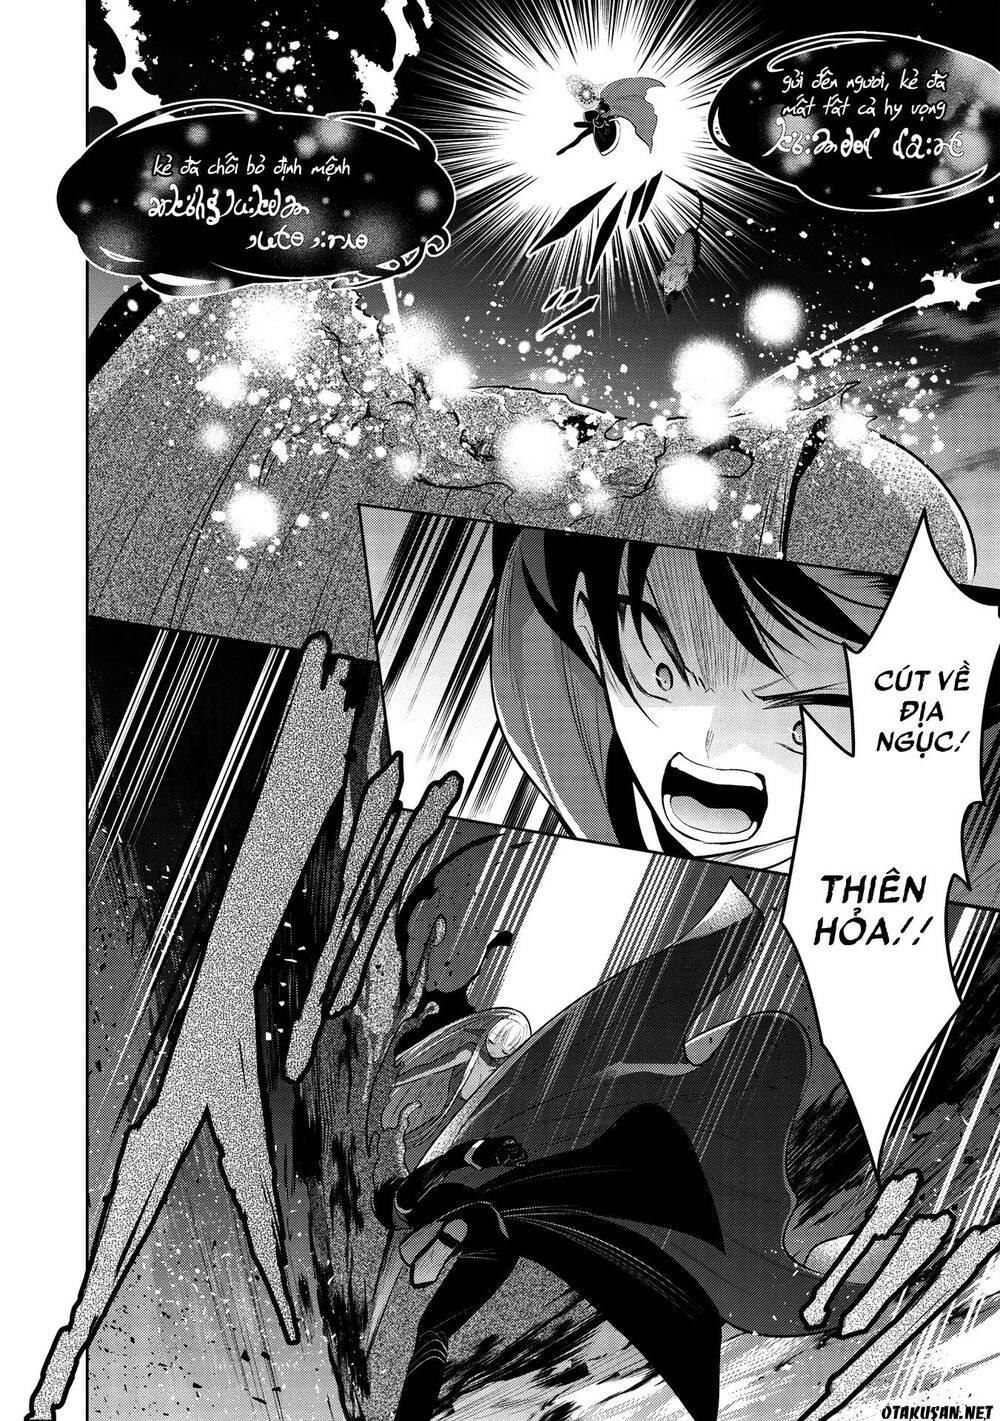 gửi đến ngươi, kẻ đã
mất tất cả hy vọng
kẻ đã chối bỏ định mệnh
CÚT VỀ
ĐỊA
NGỤC!
THIÊN
HỎA!!
OTAKUSAN.NET